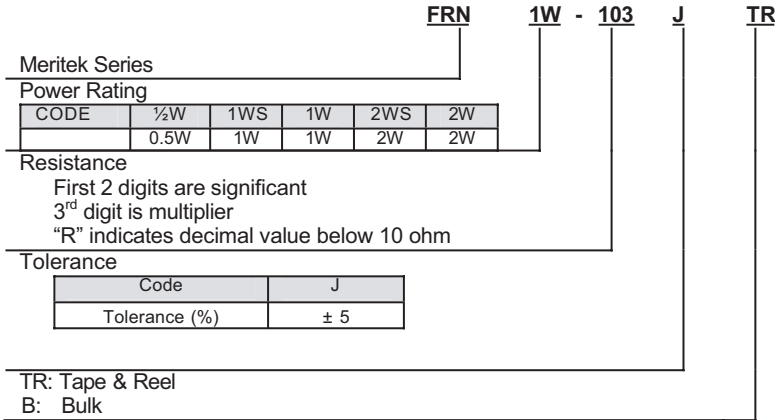 FRN 1W - 103 J TR
Meritek Series
Power Rating
CODE ½W 1WS 1W 2WS 2W
0.5W 1W 1W 2W 2W
Resistance
First 2 digits are significant
3rd digit is multiplier
“R” indicates decimal value below 10 ohm
Tolerance
Code J
Tolerance (%) ± 5
TR: Tape & Reel
B: Bulk